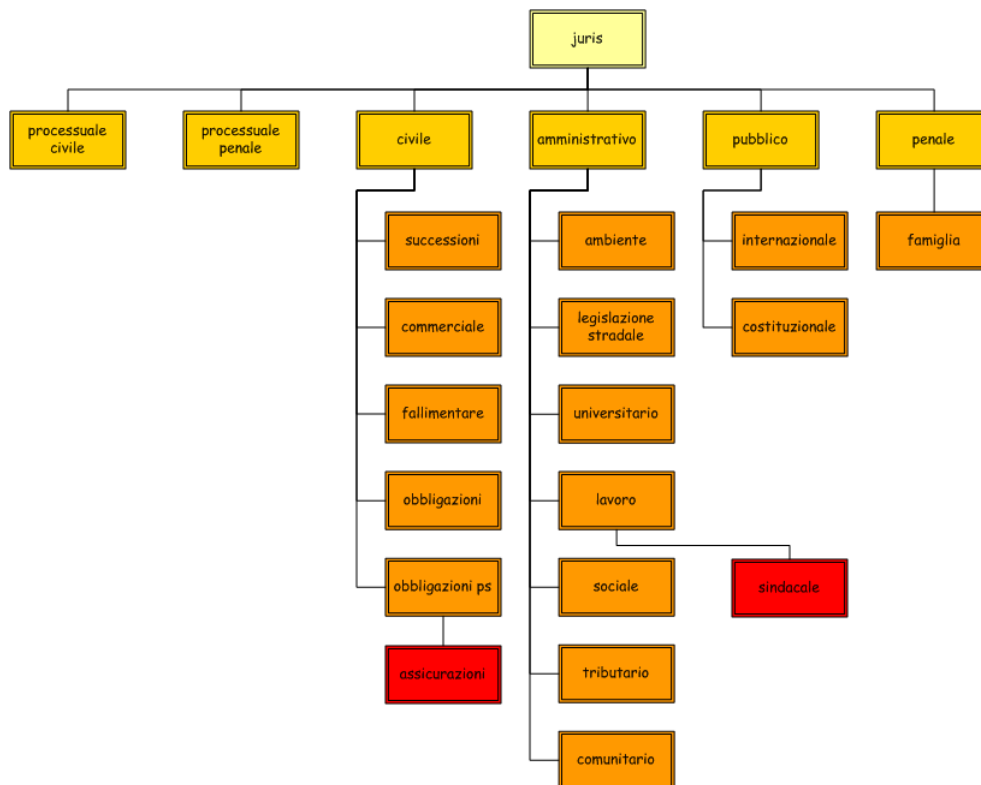 juris
processuale
civile
processuale
penale
civile
amministrativo
pubblico
penale
successioni
ambiente
internazionale
famiglia
commerciale
legislazione
stradale
costituzionale
fallimentare
universitario
obbligazioni
lavoro
obbligazioni ps
sociale
sindacale
assicurazioni
tributario
comunitario